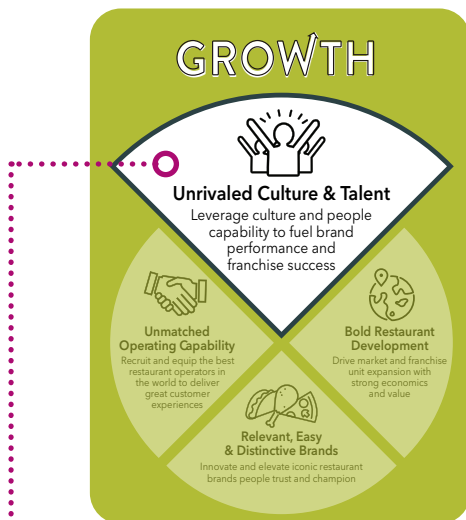 GROWTH
Unrivaled Culture & Talent
Leverage culture and people
capability to fuel brand
performance and
franchise success
Unmatched
Operating Capability
Recruit and equip the best
restaurant operators in
the world to deliver
great customer
experiences
Bold Restaurant
Development
Drive market and franchise
unit expansion with
strong economics
and value
Relevant, Easy
& Distinctive Brands
Innovate and elevate iconic restaurant
brands people trust and champion